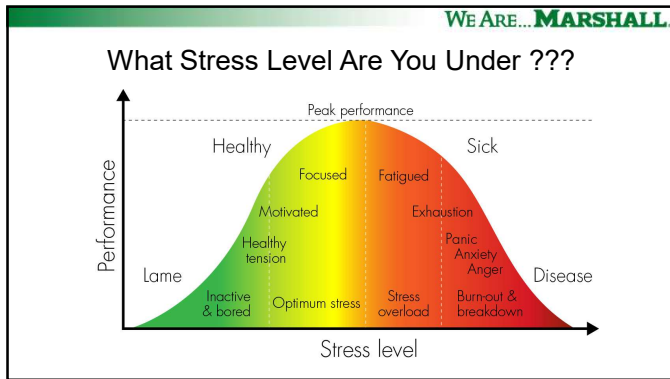 WE ARE... MARSHALL.
What Stress Level Are You Under ???
Peak performance
Healthy
Sick
Focused
Fatigued
Motivated
Exhaustion
Healthy
tension
Panic
Anxiety
Anger
Lame
Disease
Inactive
& bored
Optimum stress
Stress
overload
Burn-out &
breakdown
Performance
Stress level